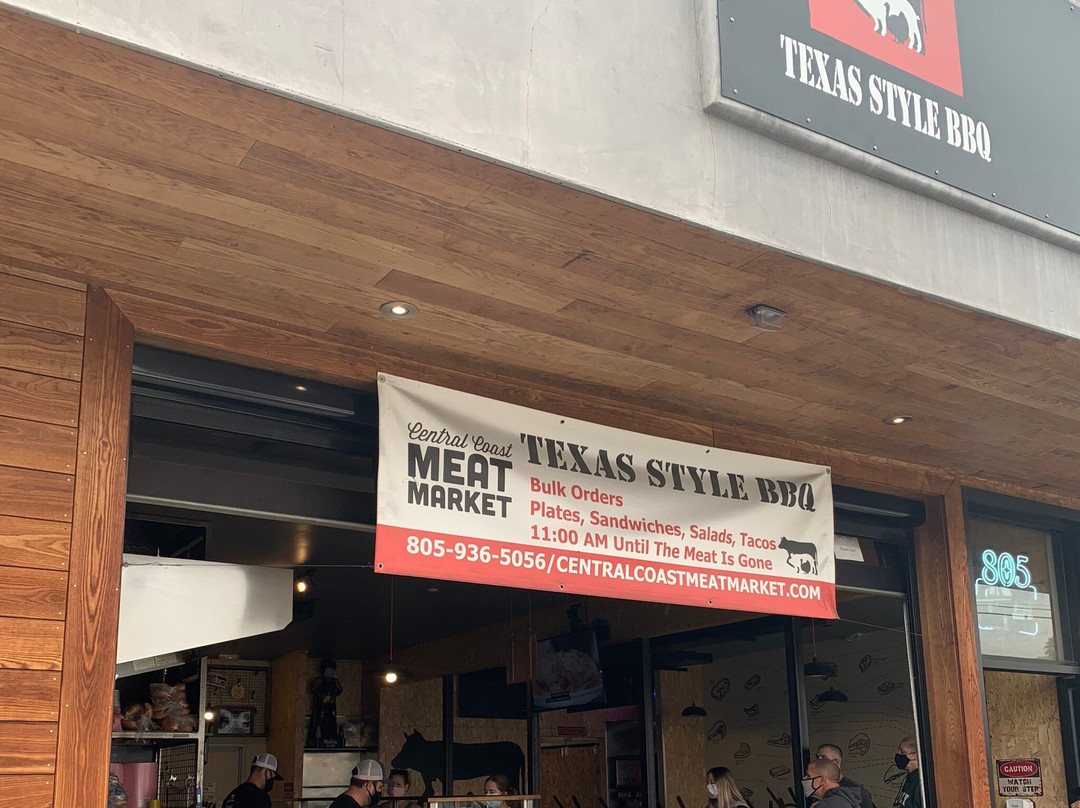 TEXAS STYLE BBQ
Central Coast
MEAT
MARKET
TEXAS STYLE BBQ
Bulk Orders
Plates, Sandwiches, Salads, Tacos
11:00 AM Until The Meat Is Gone
805-936-5056/CENTRALCOASTMEATMARKET.COM
805
CAUTION
WATCH
YOUR STEP